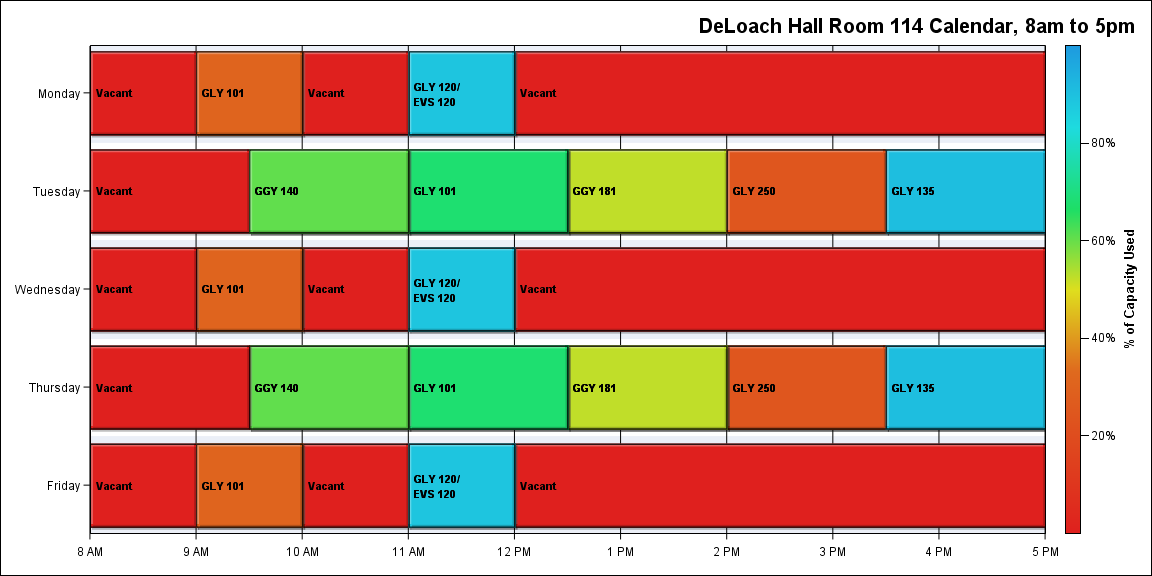 DeLoach Hall Room 114 Calendar, 8am to 5pm
Monday
Vacant
GLY 101
Vacant
GLY 120/
EVS 120
Vacant
Tuesday
Vacant
GGY 140
GLY 101
GGY 181
GLY 250
GLY 135
Wednesday
Vacant
GLY 101
Vacant
GLY 120/
EVS 120
Vacant
Thursday
Vacant
GGY 140
GLY 101
GGY 181
GLY 250
GLY 135
Friday
Vacant
GLY 101
Vacant
GLY 120/
EVS 120
Vacant
8 AM
9 AM
10 AM
11 AM
12 PM
1 PM
2 PM
3 PM
4 PM
5 PM
80%
60%
40%
20%
% of Capacity Used